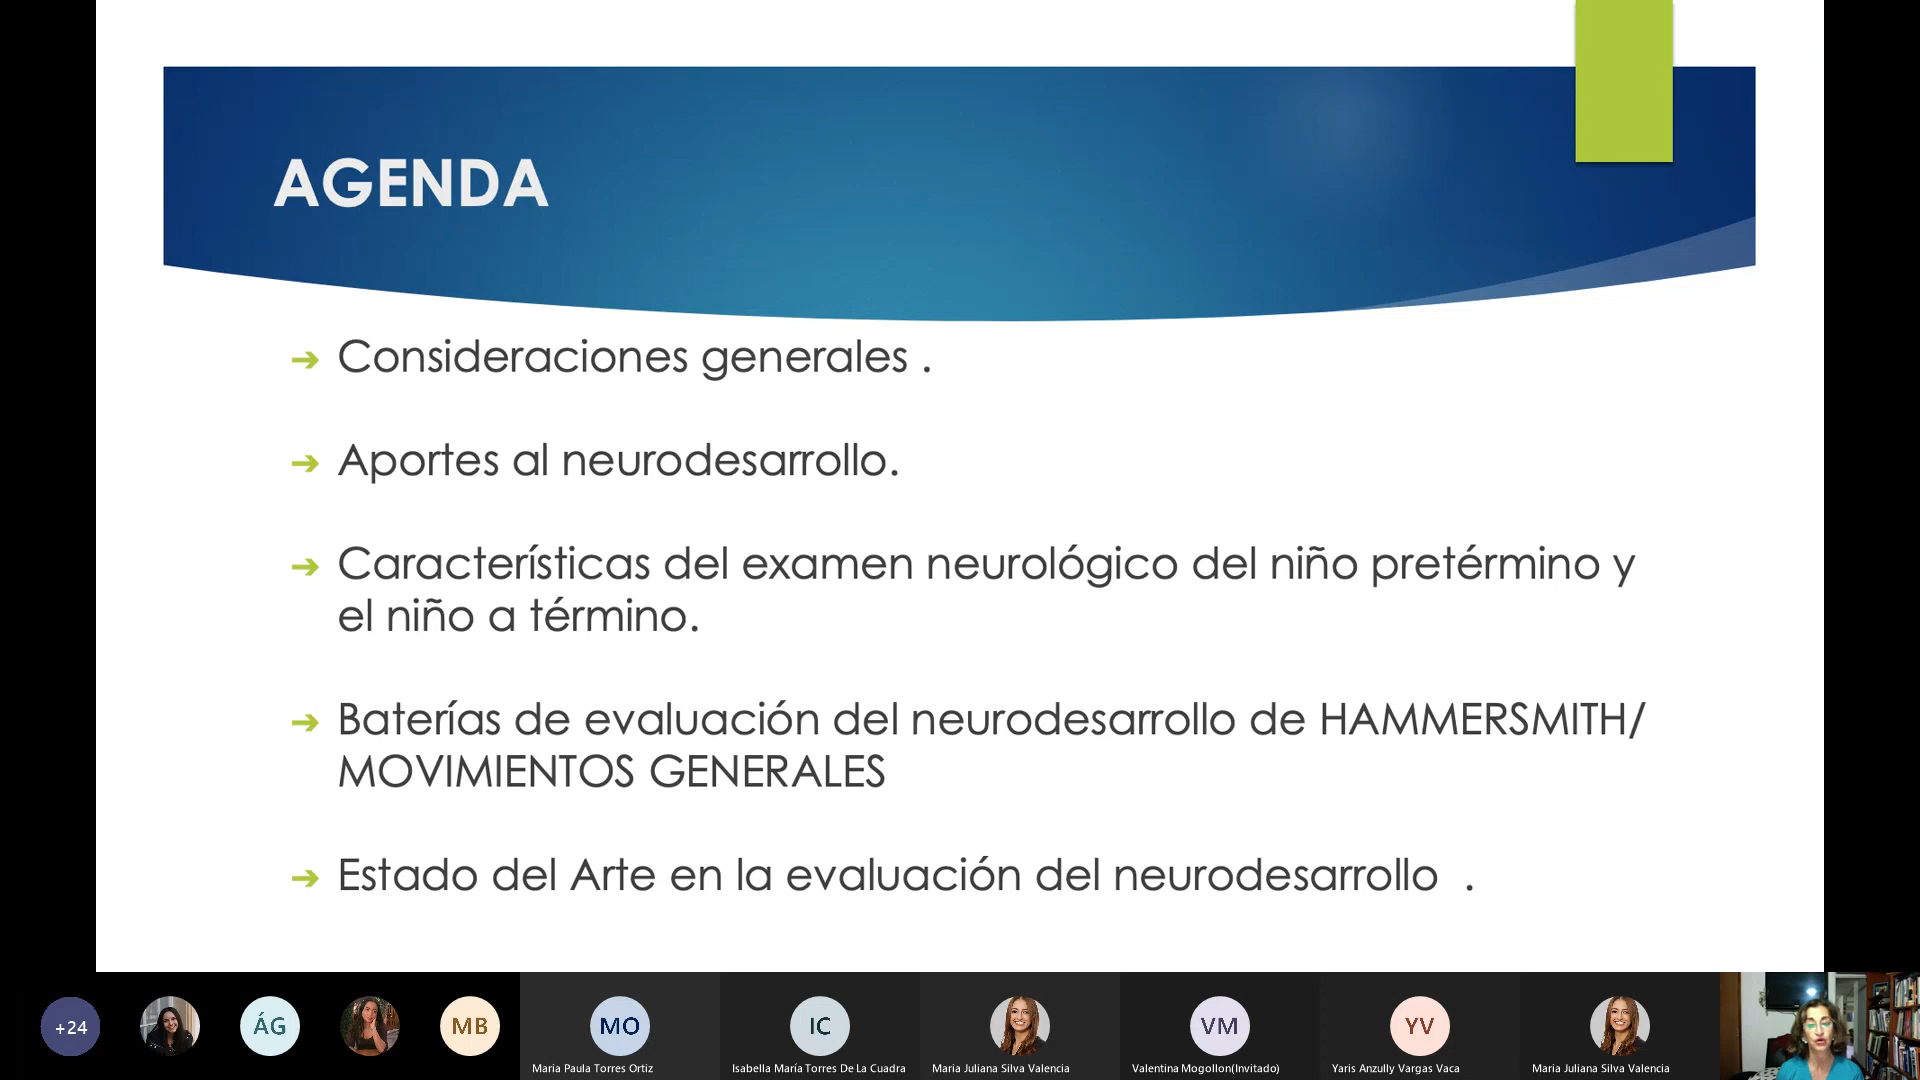 AGENDA
➔ Consideraciones generales .
➔ Aportes al neurodesarrollo.
➔ Características del examen neurológico del niño pretérmino y
el niño a término.
➔ Baterías de evaluación del neurodesarrollo de HAMMERSMITH/
MOVIMIENTOS GENERALES
➔ Estado del Arte en la evaluación del neurodesarrollo .
+24
ÁG
MB
MO
IC
VM
YV
Maria Paula Torres Ortiz
Isabella María Torres De La Cuadra
Maria Juliana Silva Valencia
Valentina Mogollon(Invitado)
Yaris Anzully Vargas Vaca
Maria Juliana Silva Valencia